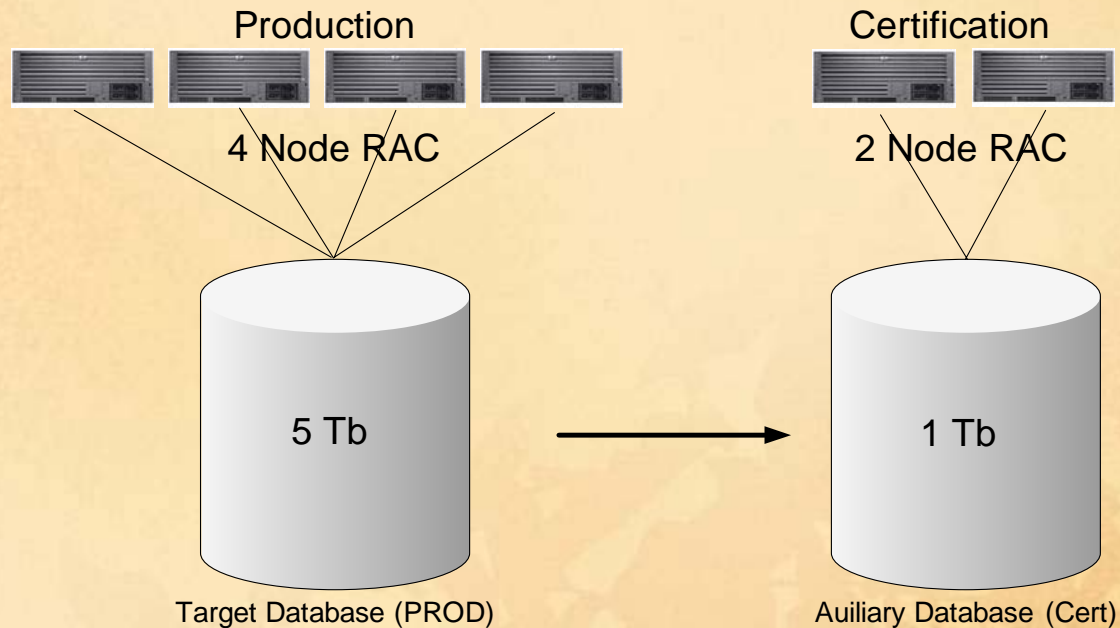 Production
Certification
4 Node RAC
2 Node RAC
5 Tb
1 Tb
Target Database (PROD)
Auiliary Database (Cert)